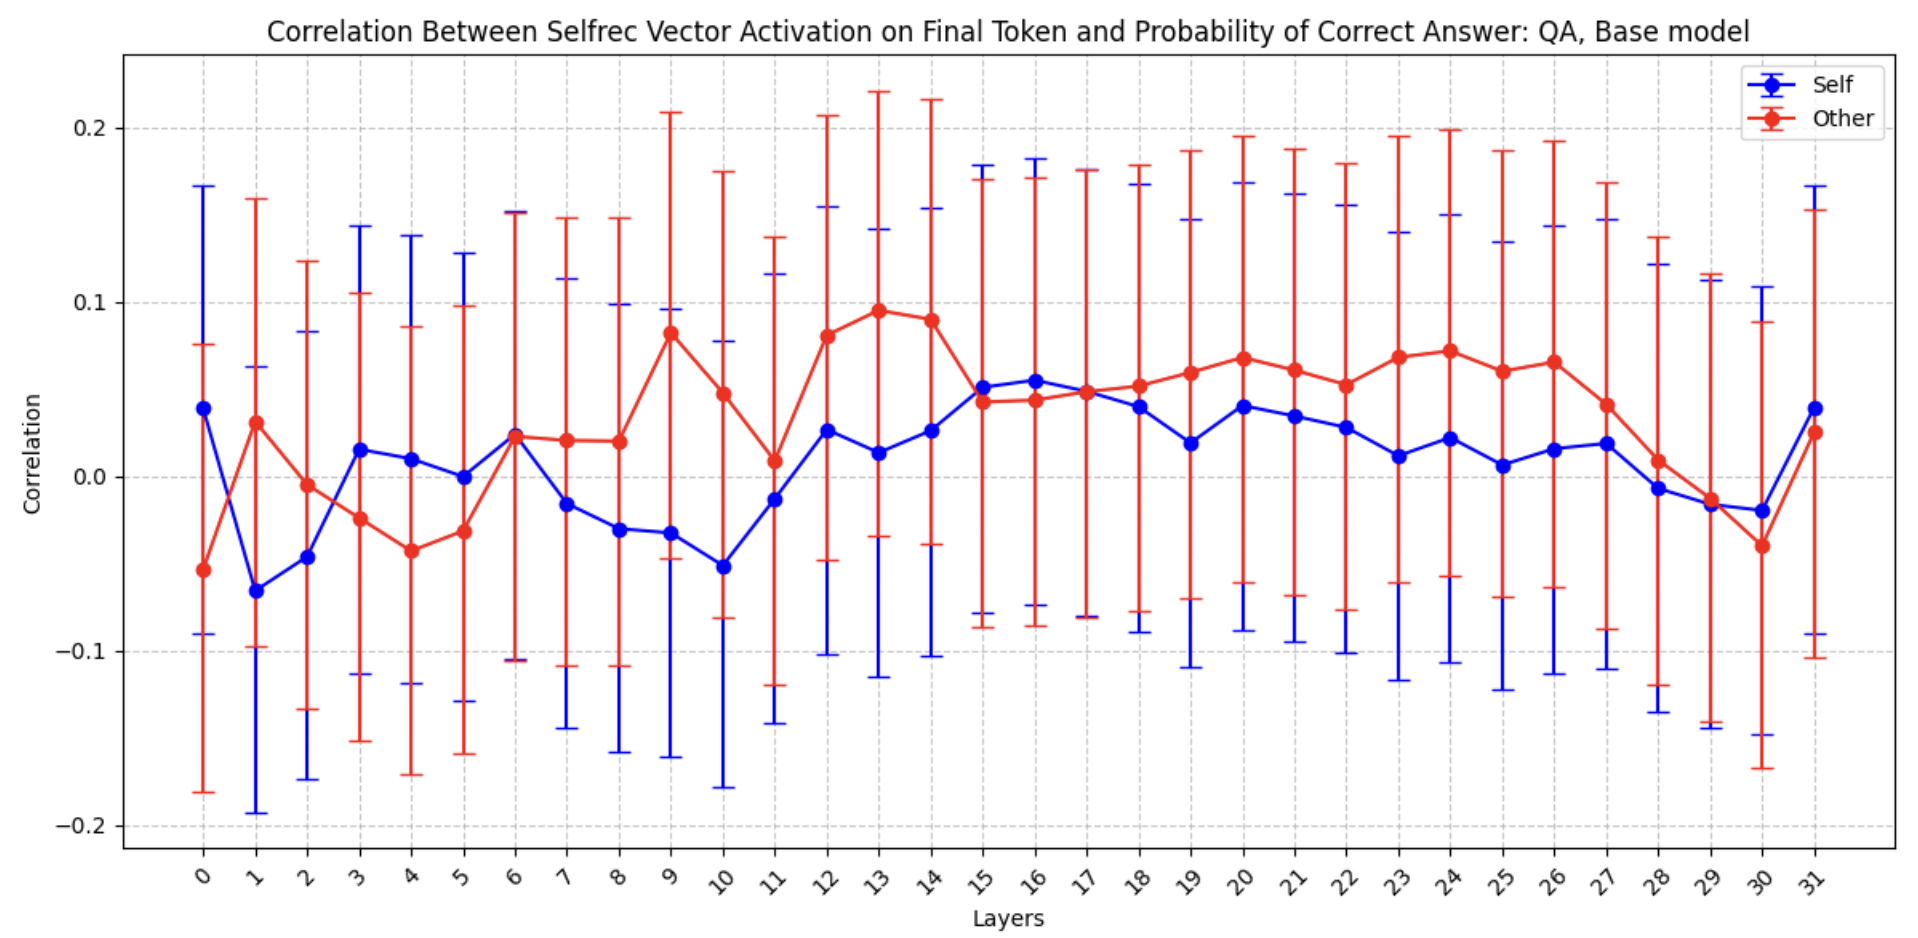 Correlation Between Selfrec Vector Activation on Final Token and Probability of Correct Answer: QA, Base model
Self
Other
Correlation
0.2
0.1
0.0
−0.1
−0.2
0 1 2 3 4 5 6 7 8 9 10 11 12 13 14 15 16 17 18 19 20 21 22 23 24 25 26 27 28 29 30 31
Layers